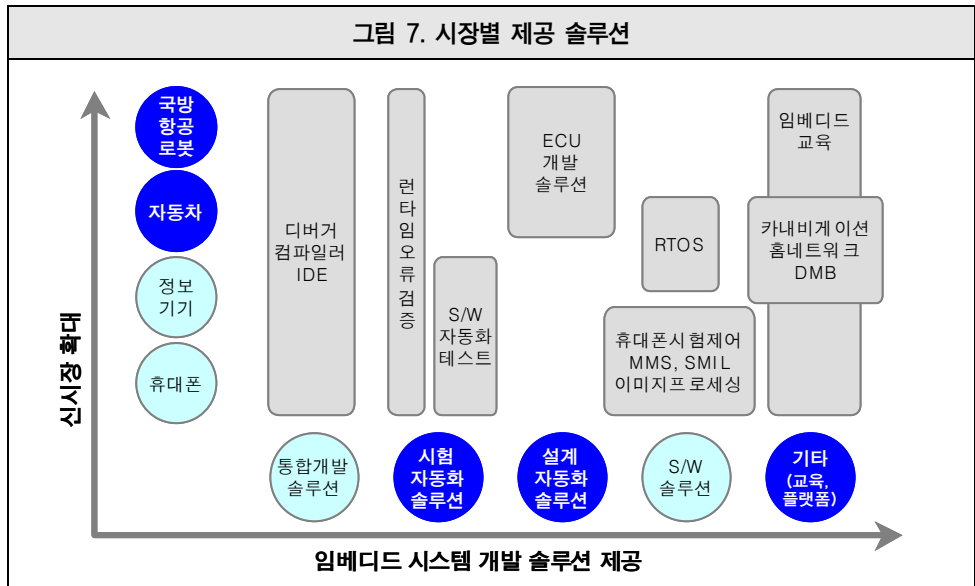 그림 7. 시장별 제공 솔루션
국방
항공
로봇
자동차
정보
기기
휴대폰
신시장 확대
디버거
컴파일러
IDE
런
타
임
오
류
검
증
S/W
자동화
테스트
ECU
개발
솔루션
RTOS
휴대폰시험제어
MMS, SMIL
이미지프로세싱
임베디드
교육
카내비게이션
홈네트워크
DMB
통합개발
솔루션
시험
자동화
솔루션
설계
자동화
솔루션
S/W
솔루션
기타
(교육,
플랫폼)
임베디드 시스템 개발 솔루션 제공